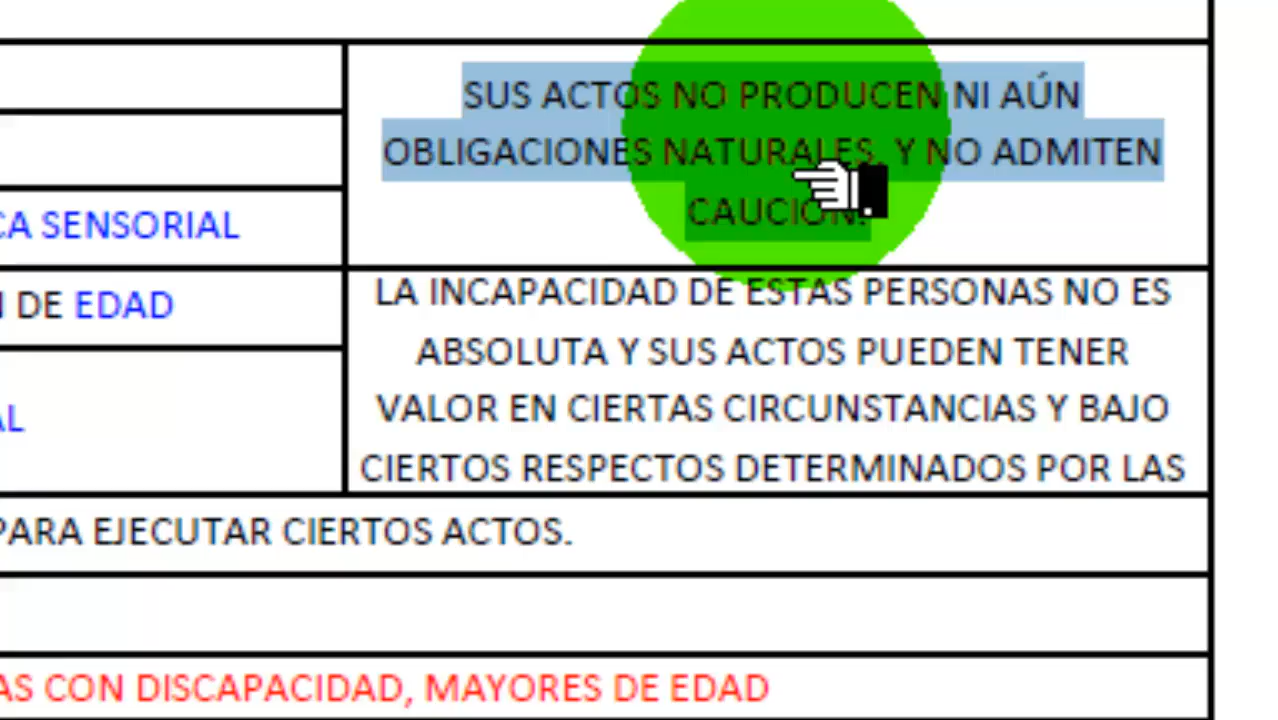 SUS ACTOS NO PRODUCEN NI AÚN
OBLIGACIONES NATURALES, Y NO ADMITEN
CAUCIÓN.
CA SENSORIAL
LA INCAPACIDAD DE ESTAS PERSONAS NO ES
N DE EDAD
ABSOLUTA Y SUS ACTOS PUEDEN TENER
VALOR EN CIERTAS CIRCUNSTANCIAS Y BAJO
AL
CIERTOS RESPECTOS DETERMINADOS POR LAS
PARA EJECUTAR CIERTOS ACTOS.
AS CON DISCAPACIDAD, MAYORES DE EDAD